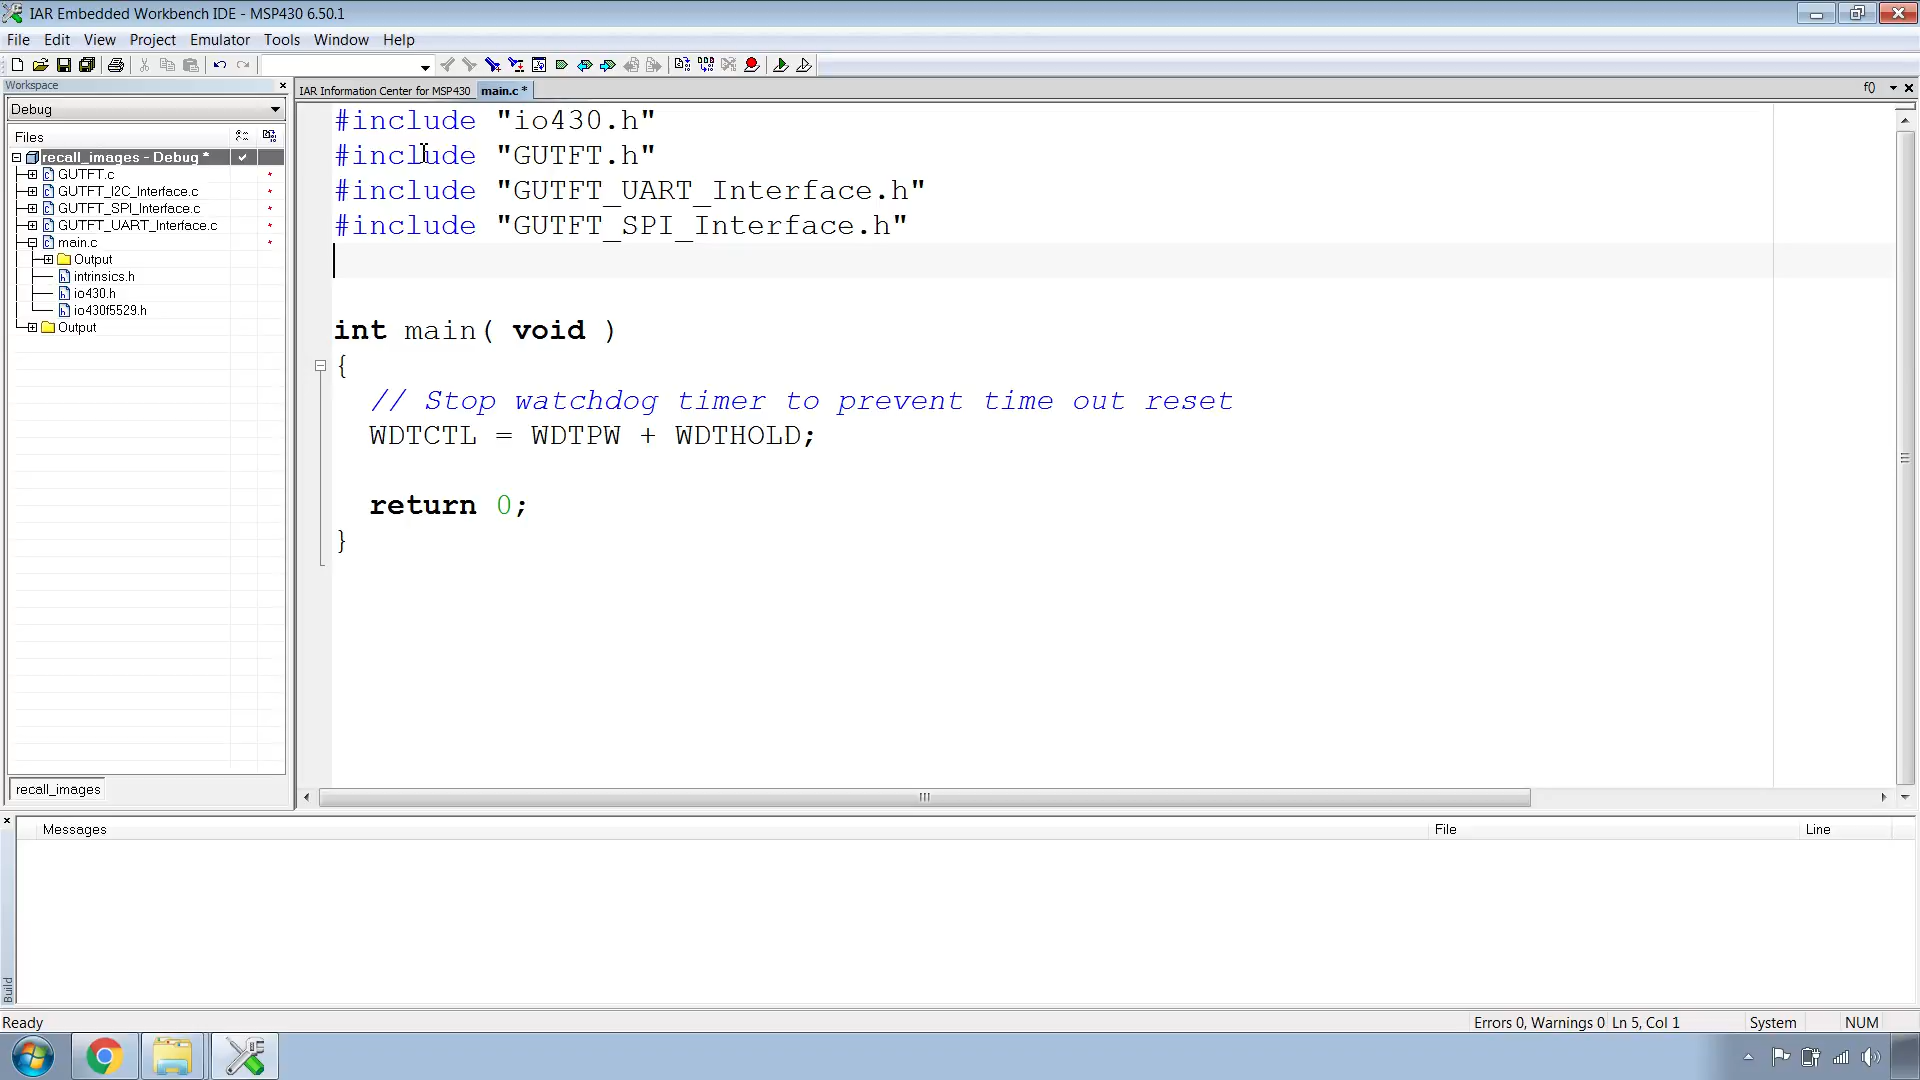 IAR Embedded Workbench IDE - MSP430 6.50.1
File Edit View Project Emulator Tools Window Help
Workspace
IAR Information Center for MSP430 main.c *
f()
Debug
Files
recall_images - Debug *
GUTFT.c
GUTFT_I2C_Interface.c
GUTFT_SPI_Interface.c
GUTFT_UART_Interface.c
main.c
Output
intrinsics.h
io430.h
io430f5529.h
Output
recall_images
#include "io430.h"
#include "GUTFT.h"
#include "GUTFT_UART_Interface.h"
#include "GUTFT_SPI_Interface.h"
int main( void )
{
// Stop watchdog timer to prevent time out reset
WDTCTL = WDTPW + WDTHOLD;
return 0;
}
Messages File Line
Build
Ready
Errors 0, Warnings 0 Ln 5, Col 1 System NUM